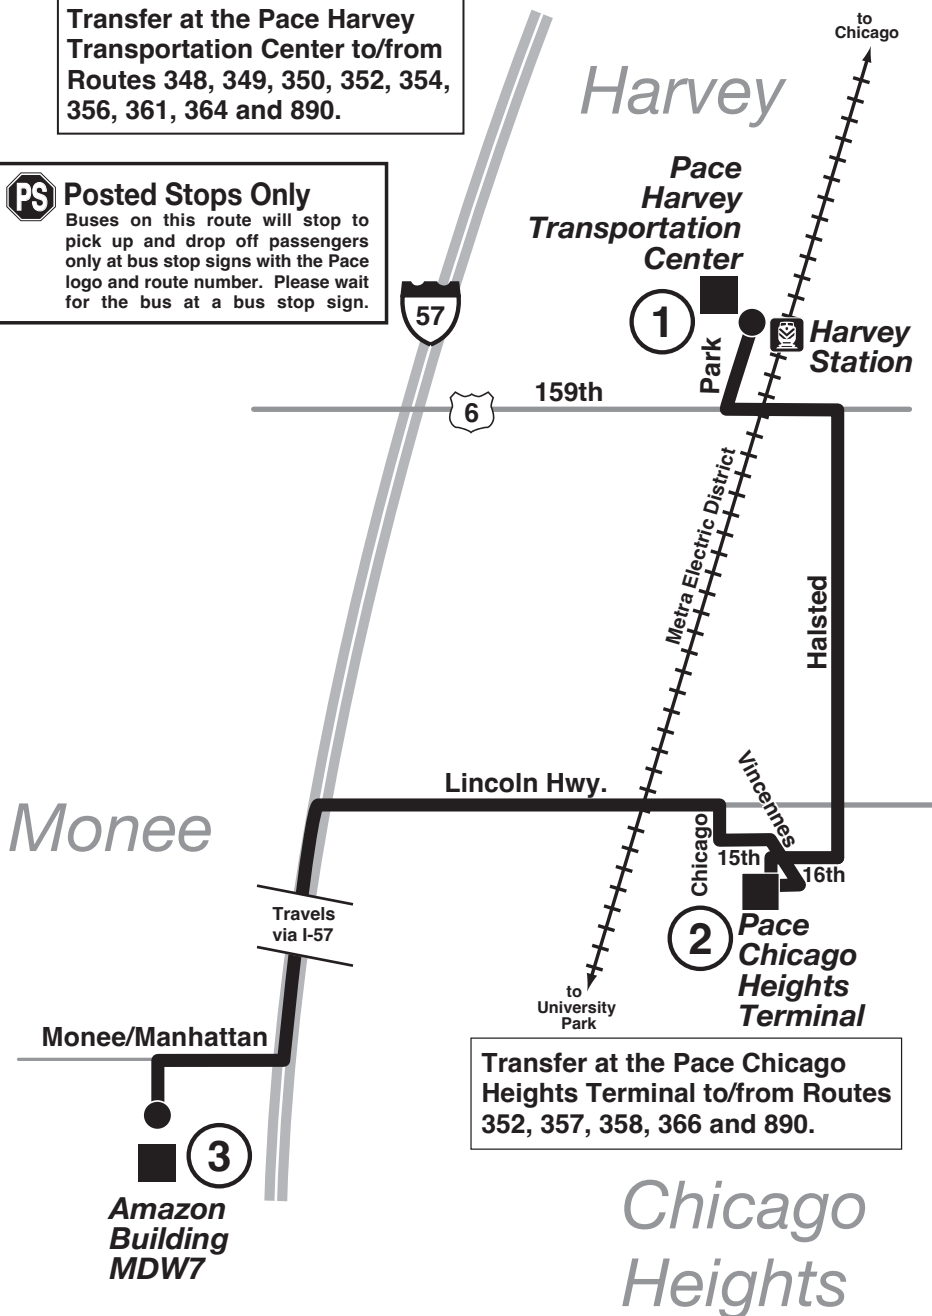 Transfer at the Pace Harvey
Transportation Center to/from
Routes 348, 349, 350, 352, 354,
356, 361, 364 and 890.
to
Chicago
Harvey
PS Posted Stops Only
Buses on this route will stop to
pick up and drop off passengers
only at bus stop signs with the Pace
logo and route number. Please wait
for the bus at a bus stop sign.
Pace
Harvey
Transportation
Center
57
1
Harvey
Station
Park
159th
6
Metra Electric District
Halsted
Lincoln Hwy.
Vincennes
Monee
Chicago
15th
16th
Travels
via I-57
2
Pace
Chicago
Heights
Terminal
to
University
Park
Monee/Manhattan
Transfer at the Pace Chicago
Heights Terminal to/from Routes
352, 357, 358, 366 and 890.
3
Amazon
Building
MDW7
Chicago
Heights